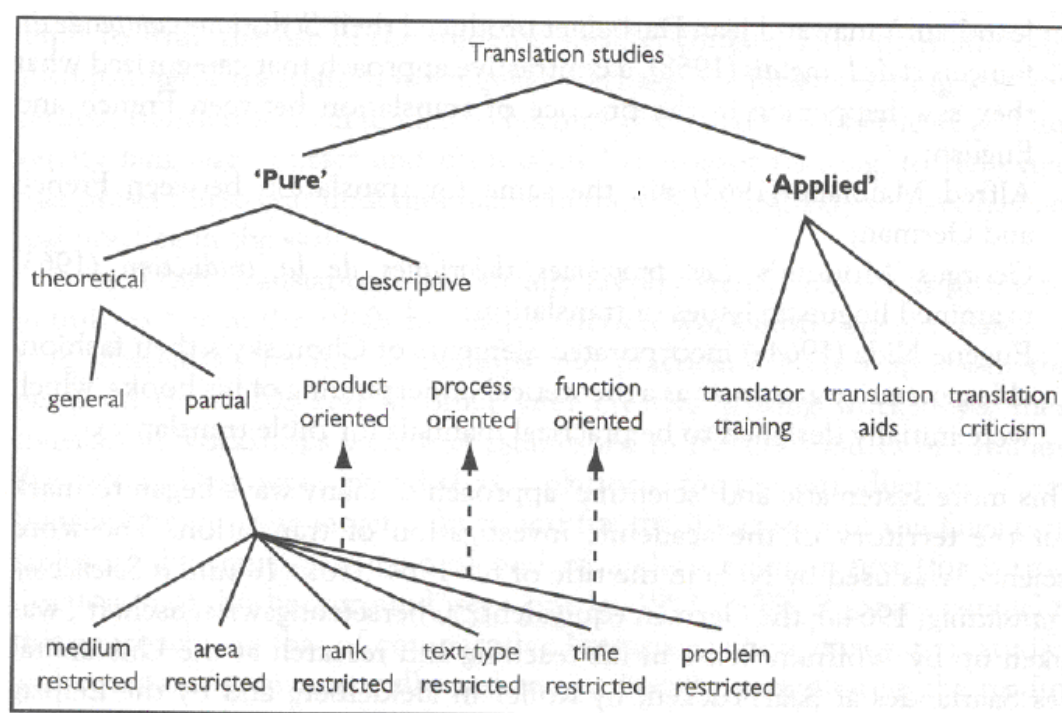 Translation studies
'Pure'
'Applied'
theoretical
descriptive
general
partial
product
oriented
process
oriented
function
oriented
translator
training
translation
aids
translation
criticism
medium
restricted
area
restricted
rank
restricted
text-type
restricted
time
restricted
problem
restricted